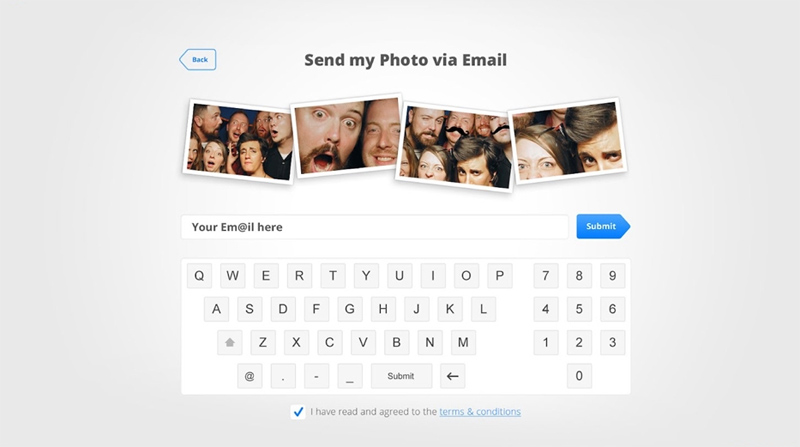 Back
Send my Photo via Email
Your Em@il here
Submit
Q W E R T Y U I O P 7 8 9
A S D F G H J K L 4 5 6
Z X C V B N M 1 2 3
@ . - _ Submit ← 0
I have read and agreed to the terms & conditions